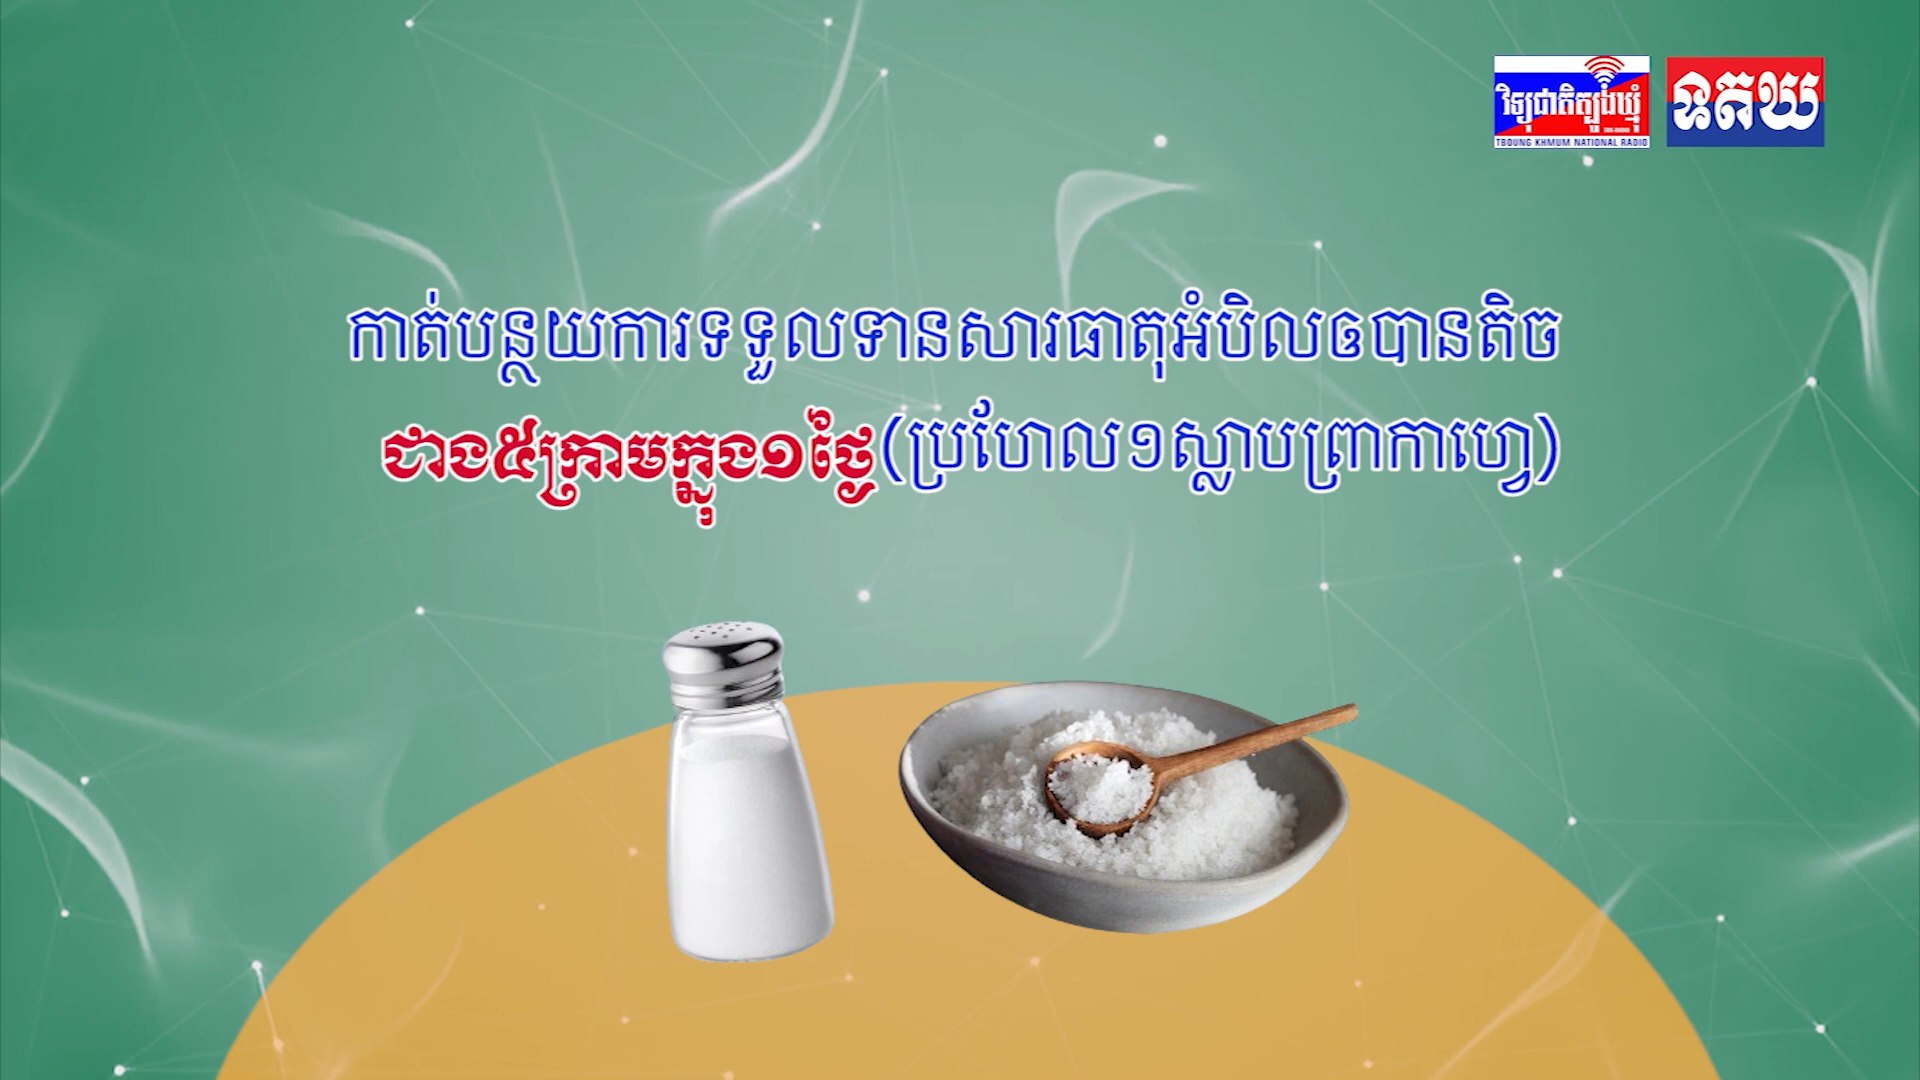 វិទ្យុជាតិត្បូងឃ្មុំ
TBOUNG KHMUM NATIONAL RADIO
ទតឃ
កាត់បន្ថយការទទួលទានសារធាតុអំបិលឲបានតិច
ជាង៥ក្រាមក្នុង១ថ្ងៃ(ប្រហែល១ស្លាបព្រាកាហ្វេ)